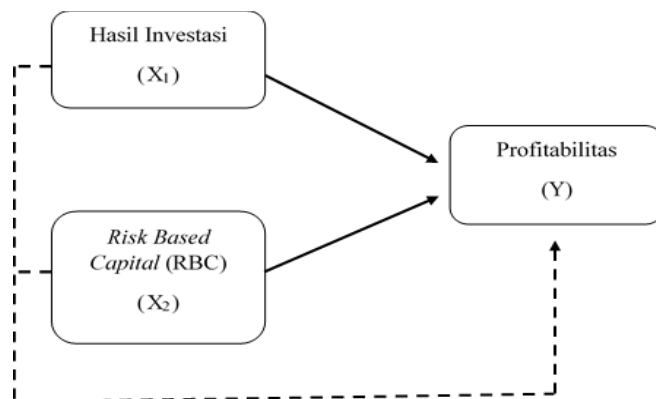 Hasil Investasi
(X₁)
Profitabilitas
(Y)
Risk Based
Capital (RBC)
(X₂)